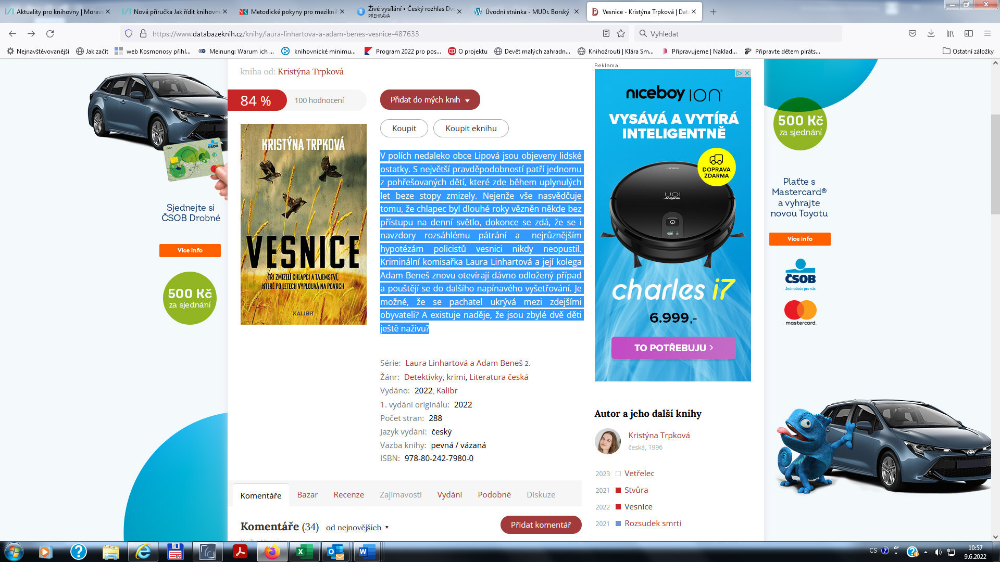 Aktuality pro knihovny | Moravs
Nová příručka Jak řídit knihovnu
Metodické pokyny pro mezikni
Živé vysílání • Český rozhlas Dvo
PŘEHRÁVÁ
Úvodní stránka - MUDr. Borský
Vesnice - Kristýna Trpková | Data
https://www.databazeknih.cz/knihy/laura-linhartova-a-adam-benes-vesnice-487633
Vyhledat
Nejnavštěvovanější
Jak začít
web Kosmonosy přihl...
Meinung: Warum ich ...
knihovnické minimu...
Program 2022 pro pos...
O projektu
Devět malých zahradn...
Knihožrouti | Klára Sm...
Připravujeme | Naklad...
Připravte dětem piráts...
Ostatní záložky
kniha od: Kristýna Trpková
84 %
100 hodnocení
Přidat do mých knih
Koupit
Koupit eknihu
KRISTÝNA TRPKOVÁ
VESNICE
TŘI ZMIZELÍ CHLAPCI A TAJEMSTVÍ,
KTERÉ PO LETECH VYPLOUVÁ NA POVRCH
KALIBR
V polích nedaleko obce Lipová jsou objeveny lidské
ostatky. S největší pravděpodobností patří jednomu
z pohřešovaných dětí, které zde během uplynulých
let beze stopy zmizely. Nejenže vše nasvědčuje
tomu, že chlapec byl dlouhé roky vězněn někde bez
přístupu na denní světlo, dokonce se zdá, že se i
navzdory rozsáhlému pátrání a nejrůznějším
hypotézám policistů vesnici nikdy neopustil.
Kriminální komisařka Laura Linhartová a její kolega
Adam Beneš znovu otevírají dávno odložený případ
a pouštějí se do dalšího napínavého vyšetřování. Je
možné, že se pachatel ukrývá mezi zdejšími
obyvateli? A existuje naděje, že jsou zbylé dvě děti
ještě naživu?
Série: Laura Linhartová a Adam Beneš 2.
Žánr: Detektivky, krimi, Literatura česká
Vydáno: 2022, Kalibr
1. vydání originálu: 2022
Počet stran: 288
Jazyk vydání: český
Vazba knihy: pevná / vázaná
ISBN: 978-80-242-7980-0
Komentáře
Bazar
Recenze
Zajímavosti
Vydání
Podobné
Diskuze
Komentáře (34) od nejnovějších
Přidat komentář
Kniha Vesnice
Reklama
niceboy ION
VYSÁVÁ A VYTÍRÁ
INTELIGENTNĚ
DOPRAVA
ZDARMA
niceboy
ION
charles i7
6.999,-
TO POTŘEBUJU
Autor a jeho další knihy
Kristýna Trpková
česká, 1996
2023 Vetřelec
2021 Stvůra
2022 Vesnice
2021 Rozsudek smrti
debit
ČSOB
Sjednejte si
ČSOB Drobné
Více info
500 Kč
za sjednání
500 Kč
za sjednání
Plaťte s
Mastercard®
a vyhrajte
novou Toyotu
Více info
ČSOB
Jednoduše pro vás
mastercard.
CS
10:57
9.6.2022